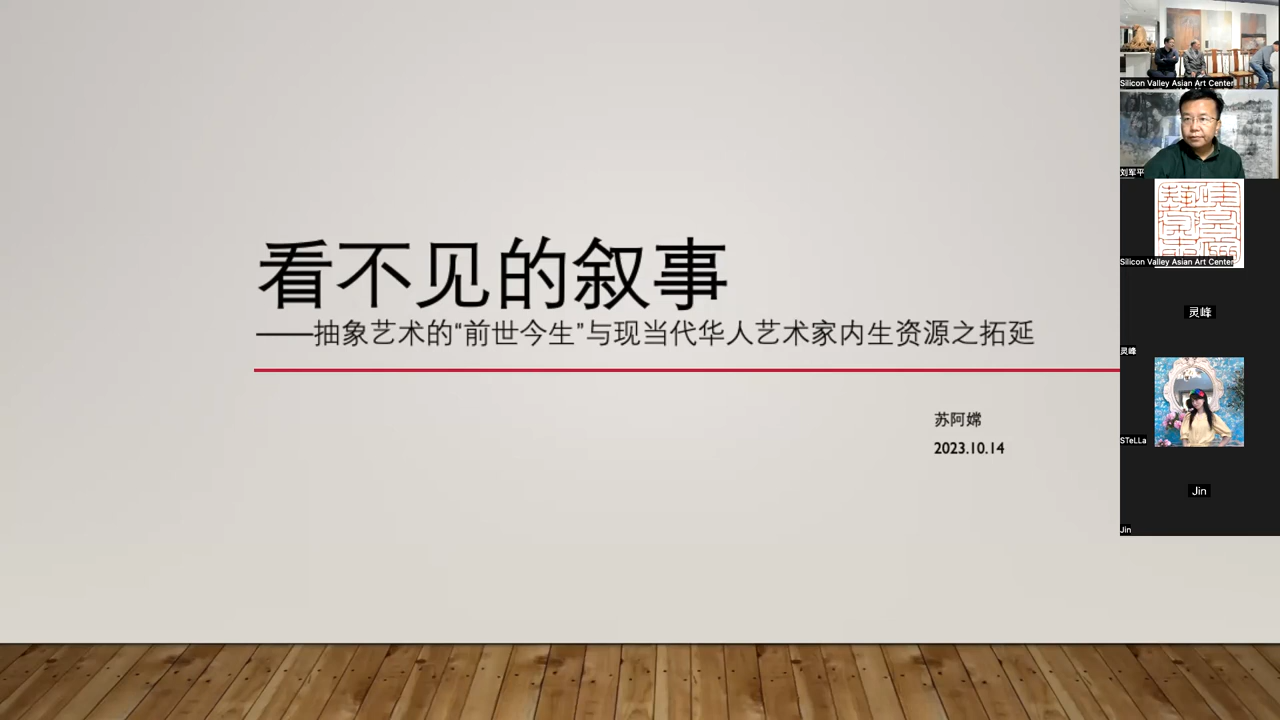 看不见的叙事
——抽象艺术的“前世今生”与现当代华人艺术家内生资源之拓延
苏阿嫦
2023.10.14
Silicon Valley Asian Art Center
刘军平
Silicon Valley Asian Art Center
灵峰
灵峰
STeLLa
Jin
Jin